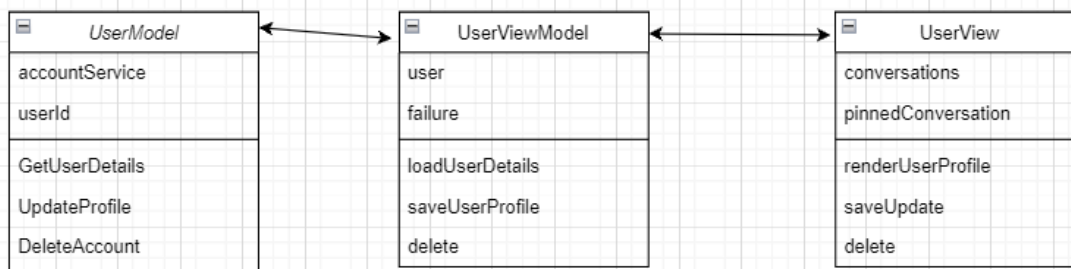 UserModel
accountService
userId
GetUserDetails
UpdateProfile
DeleteAccount
UserViewModel
user
failure
loadUserDetails
saveUserProfile
delete
UserView
conversations
pinnedConversation
renderUserProfile
saveUpdate
delete